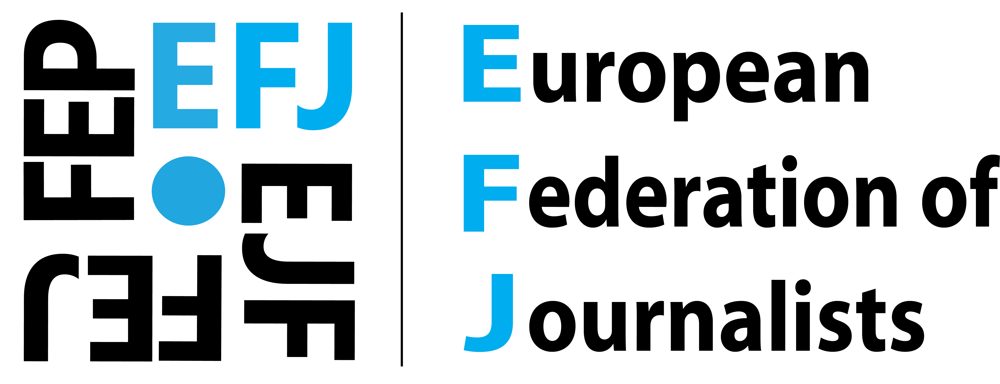 FEP
EFJ
EJF
FEJ
European
Federation of
Journalists